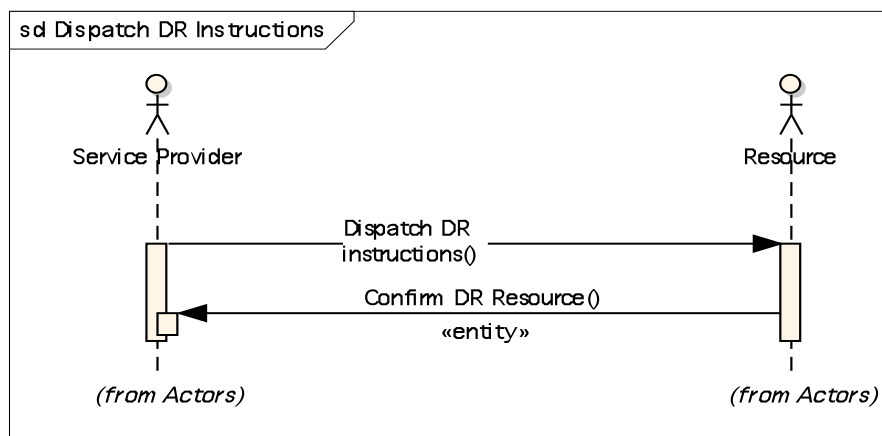 sd Dispatch DR Instructions
Service Provider
Resource
Dispatch DR
instructions()
Confirm DR Resource()
«entity»
(from Actors)
(from Actors)